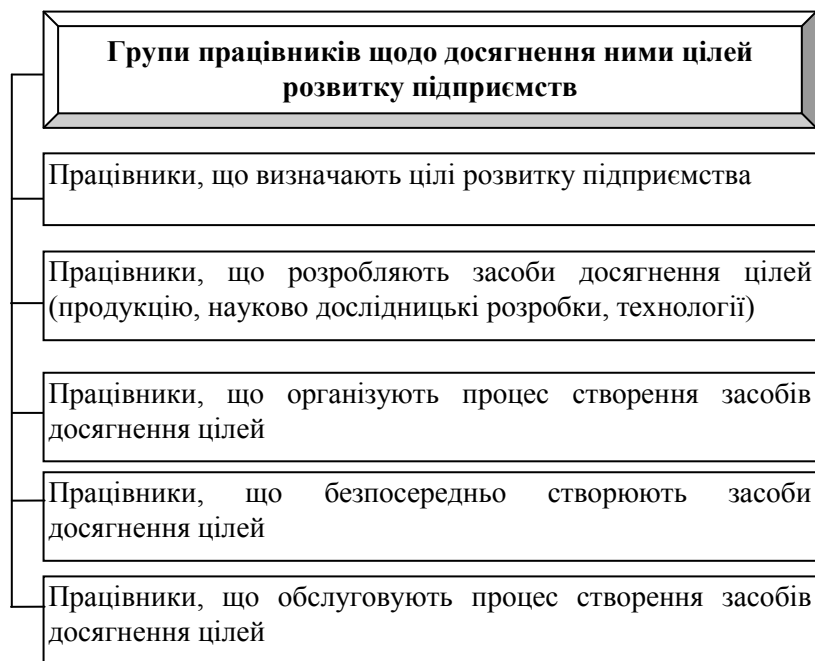 Групи працівників щодо досягнення ними цілей
розвитку підприємств
Працівники, що визначають цілі розвитку підприємства
Працівники, що розробляють засоби досягнення цілей
(продукцію, науково дослідницькі розробки, технології)
Працівники, що організують процес створення засобів
досягнення цілей
Працівники, що безпосередньо створюють засоби
досягнення цілей
Працівники, що обслуговують процес створення засобів
досягнення цілей